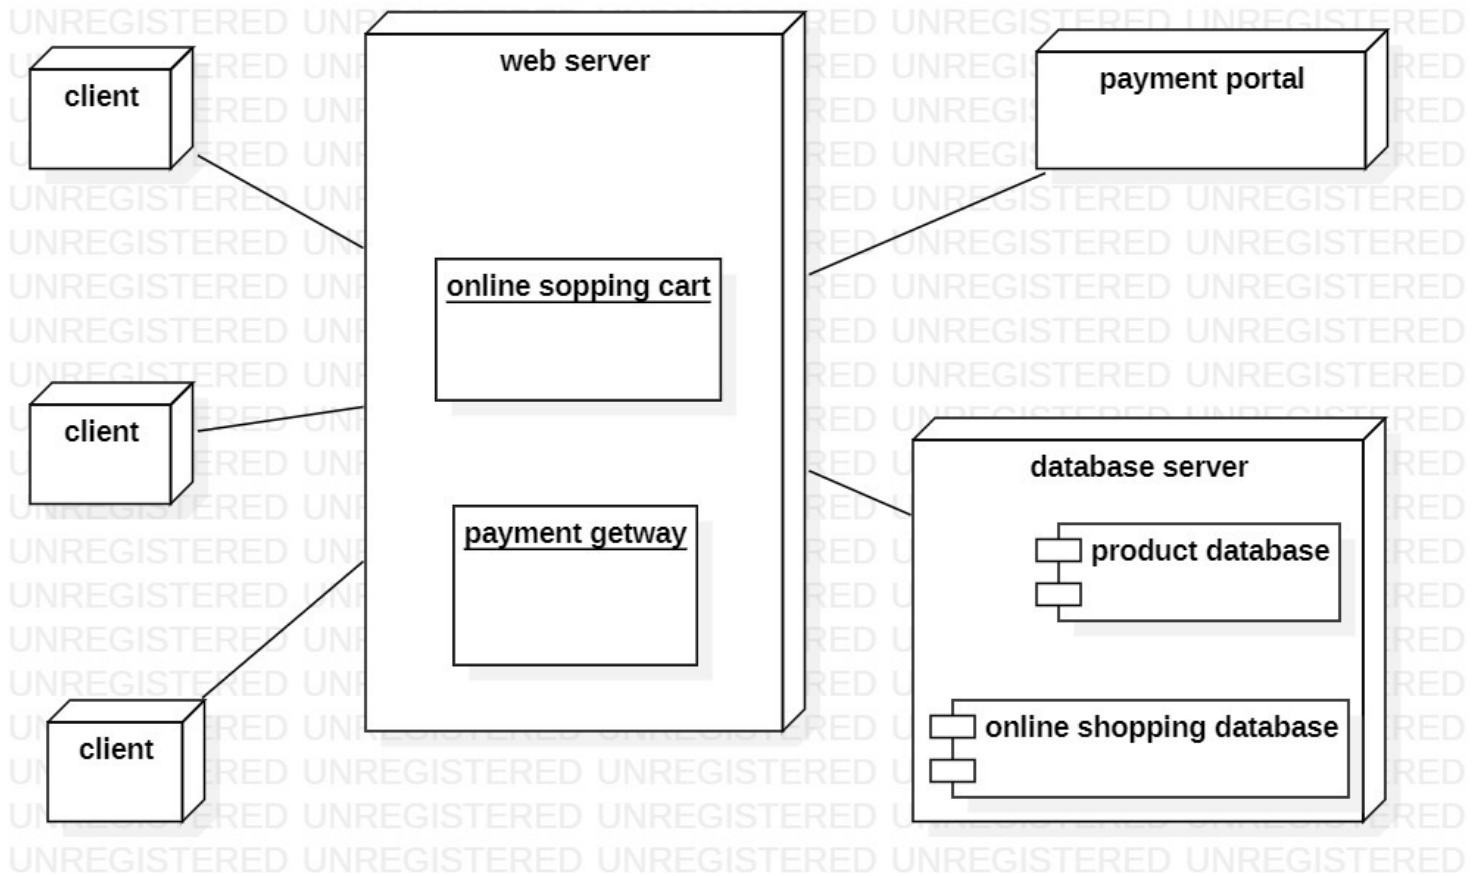 web server
client
payment portal
online sopping cart
client
database server
payment getway
product database
client
online shopping database
UNREGISTERED